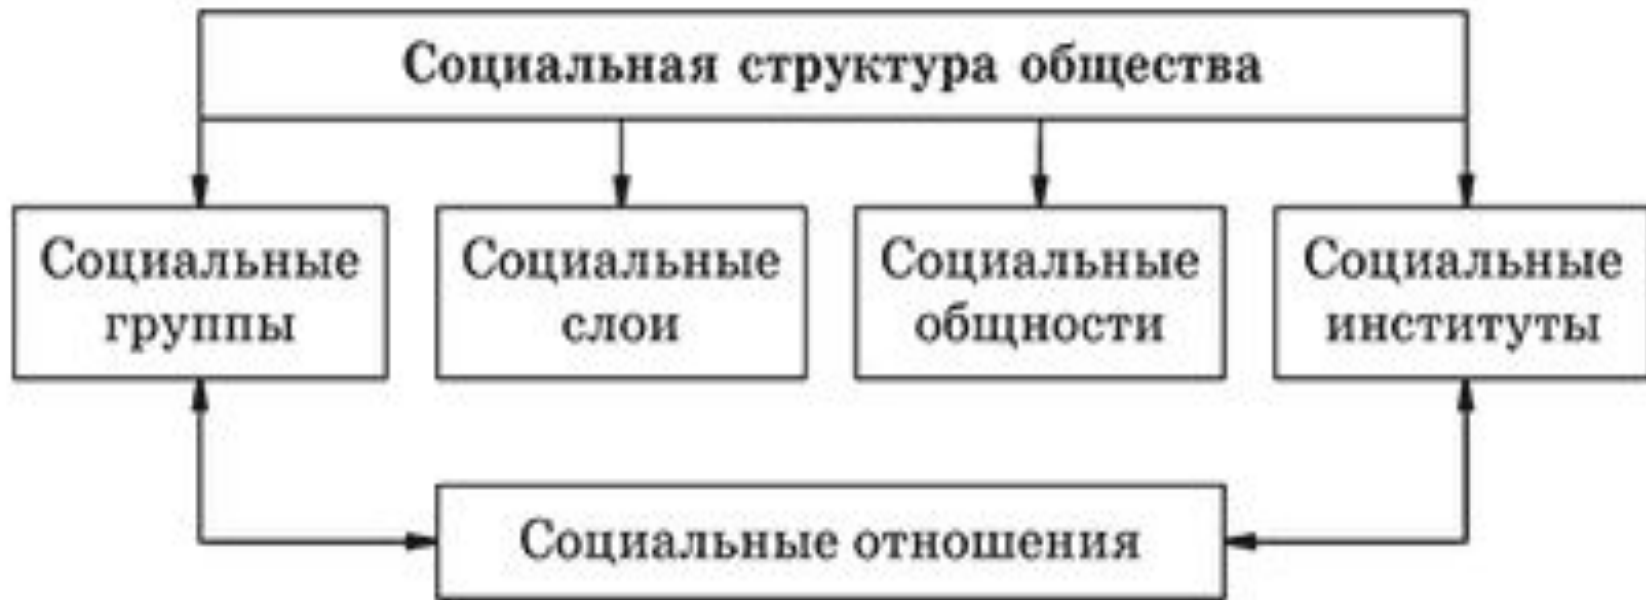 Социальная структура общества
Социальные
группы
Социальные
слои
Социальные
общности
Социальные
институты
Социальные отношения